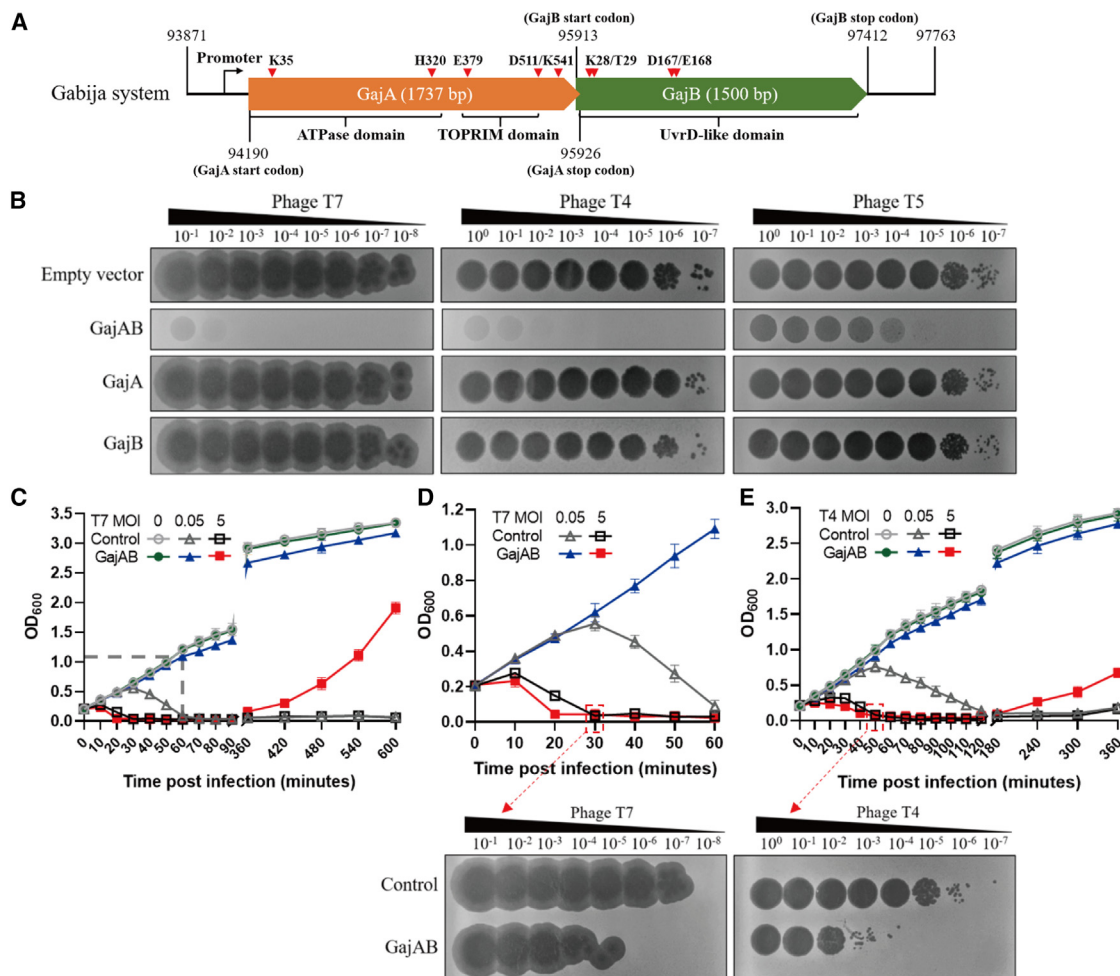 A
93871
(GajB start codon)
95913
(GajB stop codon)
97412
97763
Promoter
K35
H320
E379
D511/K541
K28/T29
D167/E168
Gabija system
GajA (1737 bp)
GajB (1500 bp)
ATPase domain
TOPRIM domain
UvrD-like domain
94190
(GajA start codon)
95926
(GajA stop codon)
B
Phage T7
Phage T4
Phage T5
10-1 10-2 10-3 10-4 10-5 10-6 10-7 10-8
100 10-1 10-2 10-3 10-4 10-5 10-6 10-7
100 10-1 10-2 10-3 10-4 10-5 10-6 10-7
Empty vector
GajAB
GajA
GajB
C
T7 MOI 0 0.05 5
Control
GajAB
OD600
3.5
3.0
2.5
2.0
1.5
1.0
0.5
0.0
0 10 20 30 40 50 60 70 80 90 360 420 480 540 600
Time post infection (minutes)
D
T7 MOI 0.05 5
Control
GajAB
OD600
1.2
1.0
0.8
0.6
0.4
0.2
0.0
0 10 20 30 40 50 60
Time post infection (minutes)
E
T4 MOI 0 0.05 5
Control
GajAB
OD600
3.0
2.5
2.0
1.5
1.0
0.5
0.0
0 10 20 30 40 50 60 70 80 90 100 110 120 180 240 300 360
Time post infection (minutes)
Phage T7
Phage T4
10-1 10-2 10-3 10-4 10-5 10-6 10-7 10-8
100 10-1 10-2 10-3 10-4 10-5 10-6 10-7
Control
GajAB